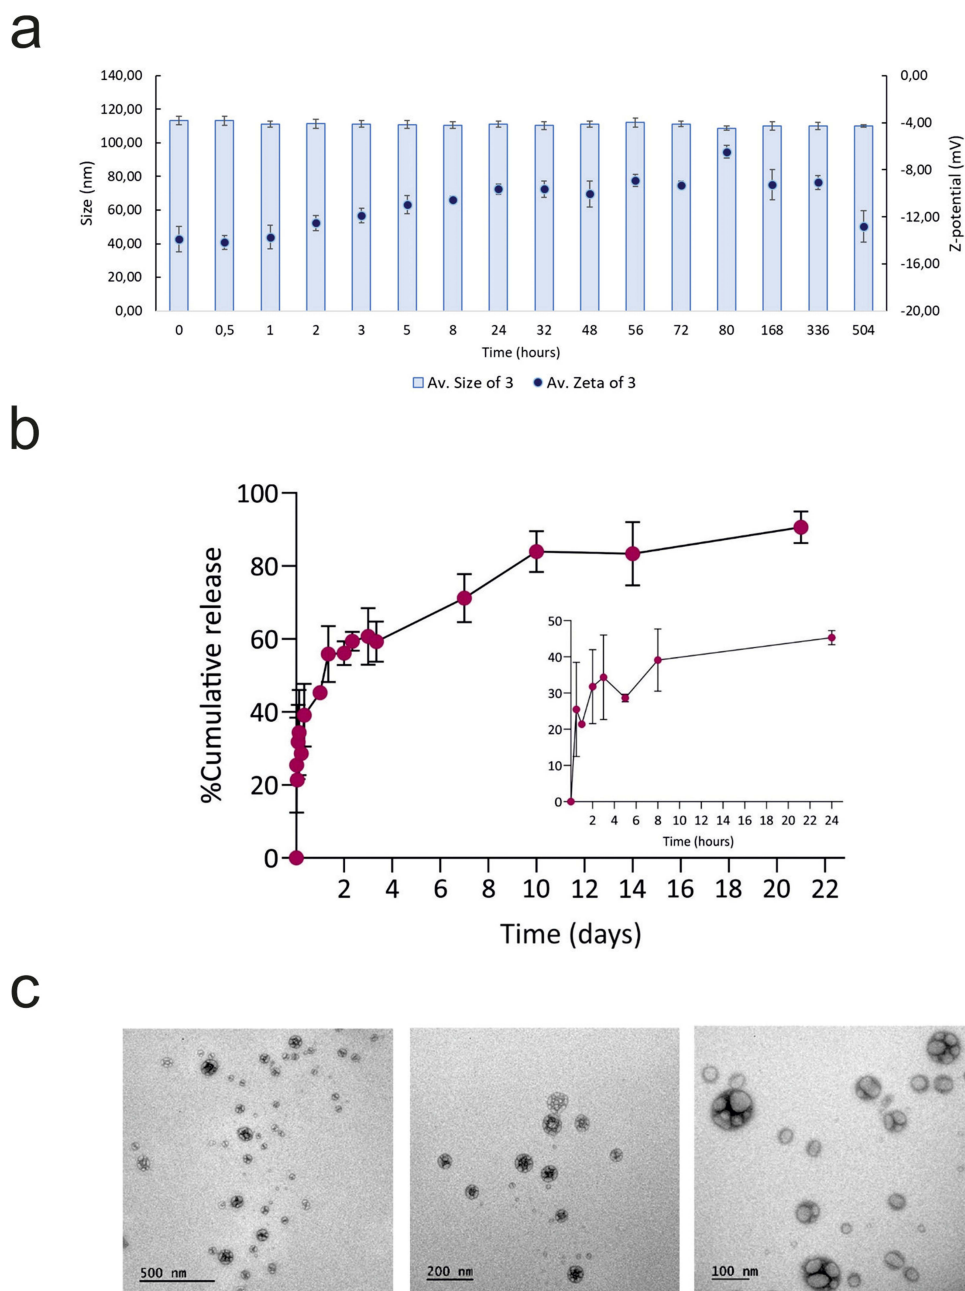 a
140,00
120,00
100,00
80,00
60,00
40,00
20,00
0,00
Size (nm)
0,00
-4,00
-8,00
-12,00
-16,00
-20,00
Z-potential (mV)
0 0,5 1 2 3 5 8 24 32 48 56 72 80 168 336 504
Time (hours)
Av. Size of 3 Av. Zeta of 3
b
100
80
60
40
20
0
%Cumulative release
2 4 6 8 10 12 14 16 18 20 22
Time (days)
50
40
30
20
10
0
2 4 6 8 10 12 14 16 18 20 22 24
Time (hours)
c
500 nm
200 nm
100 nm